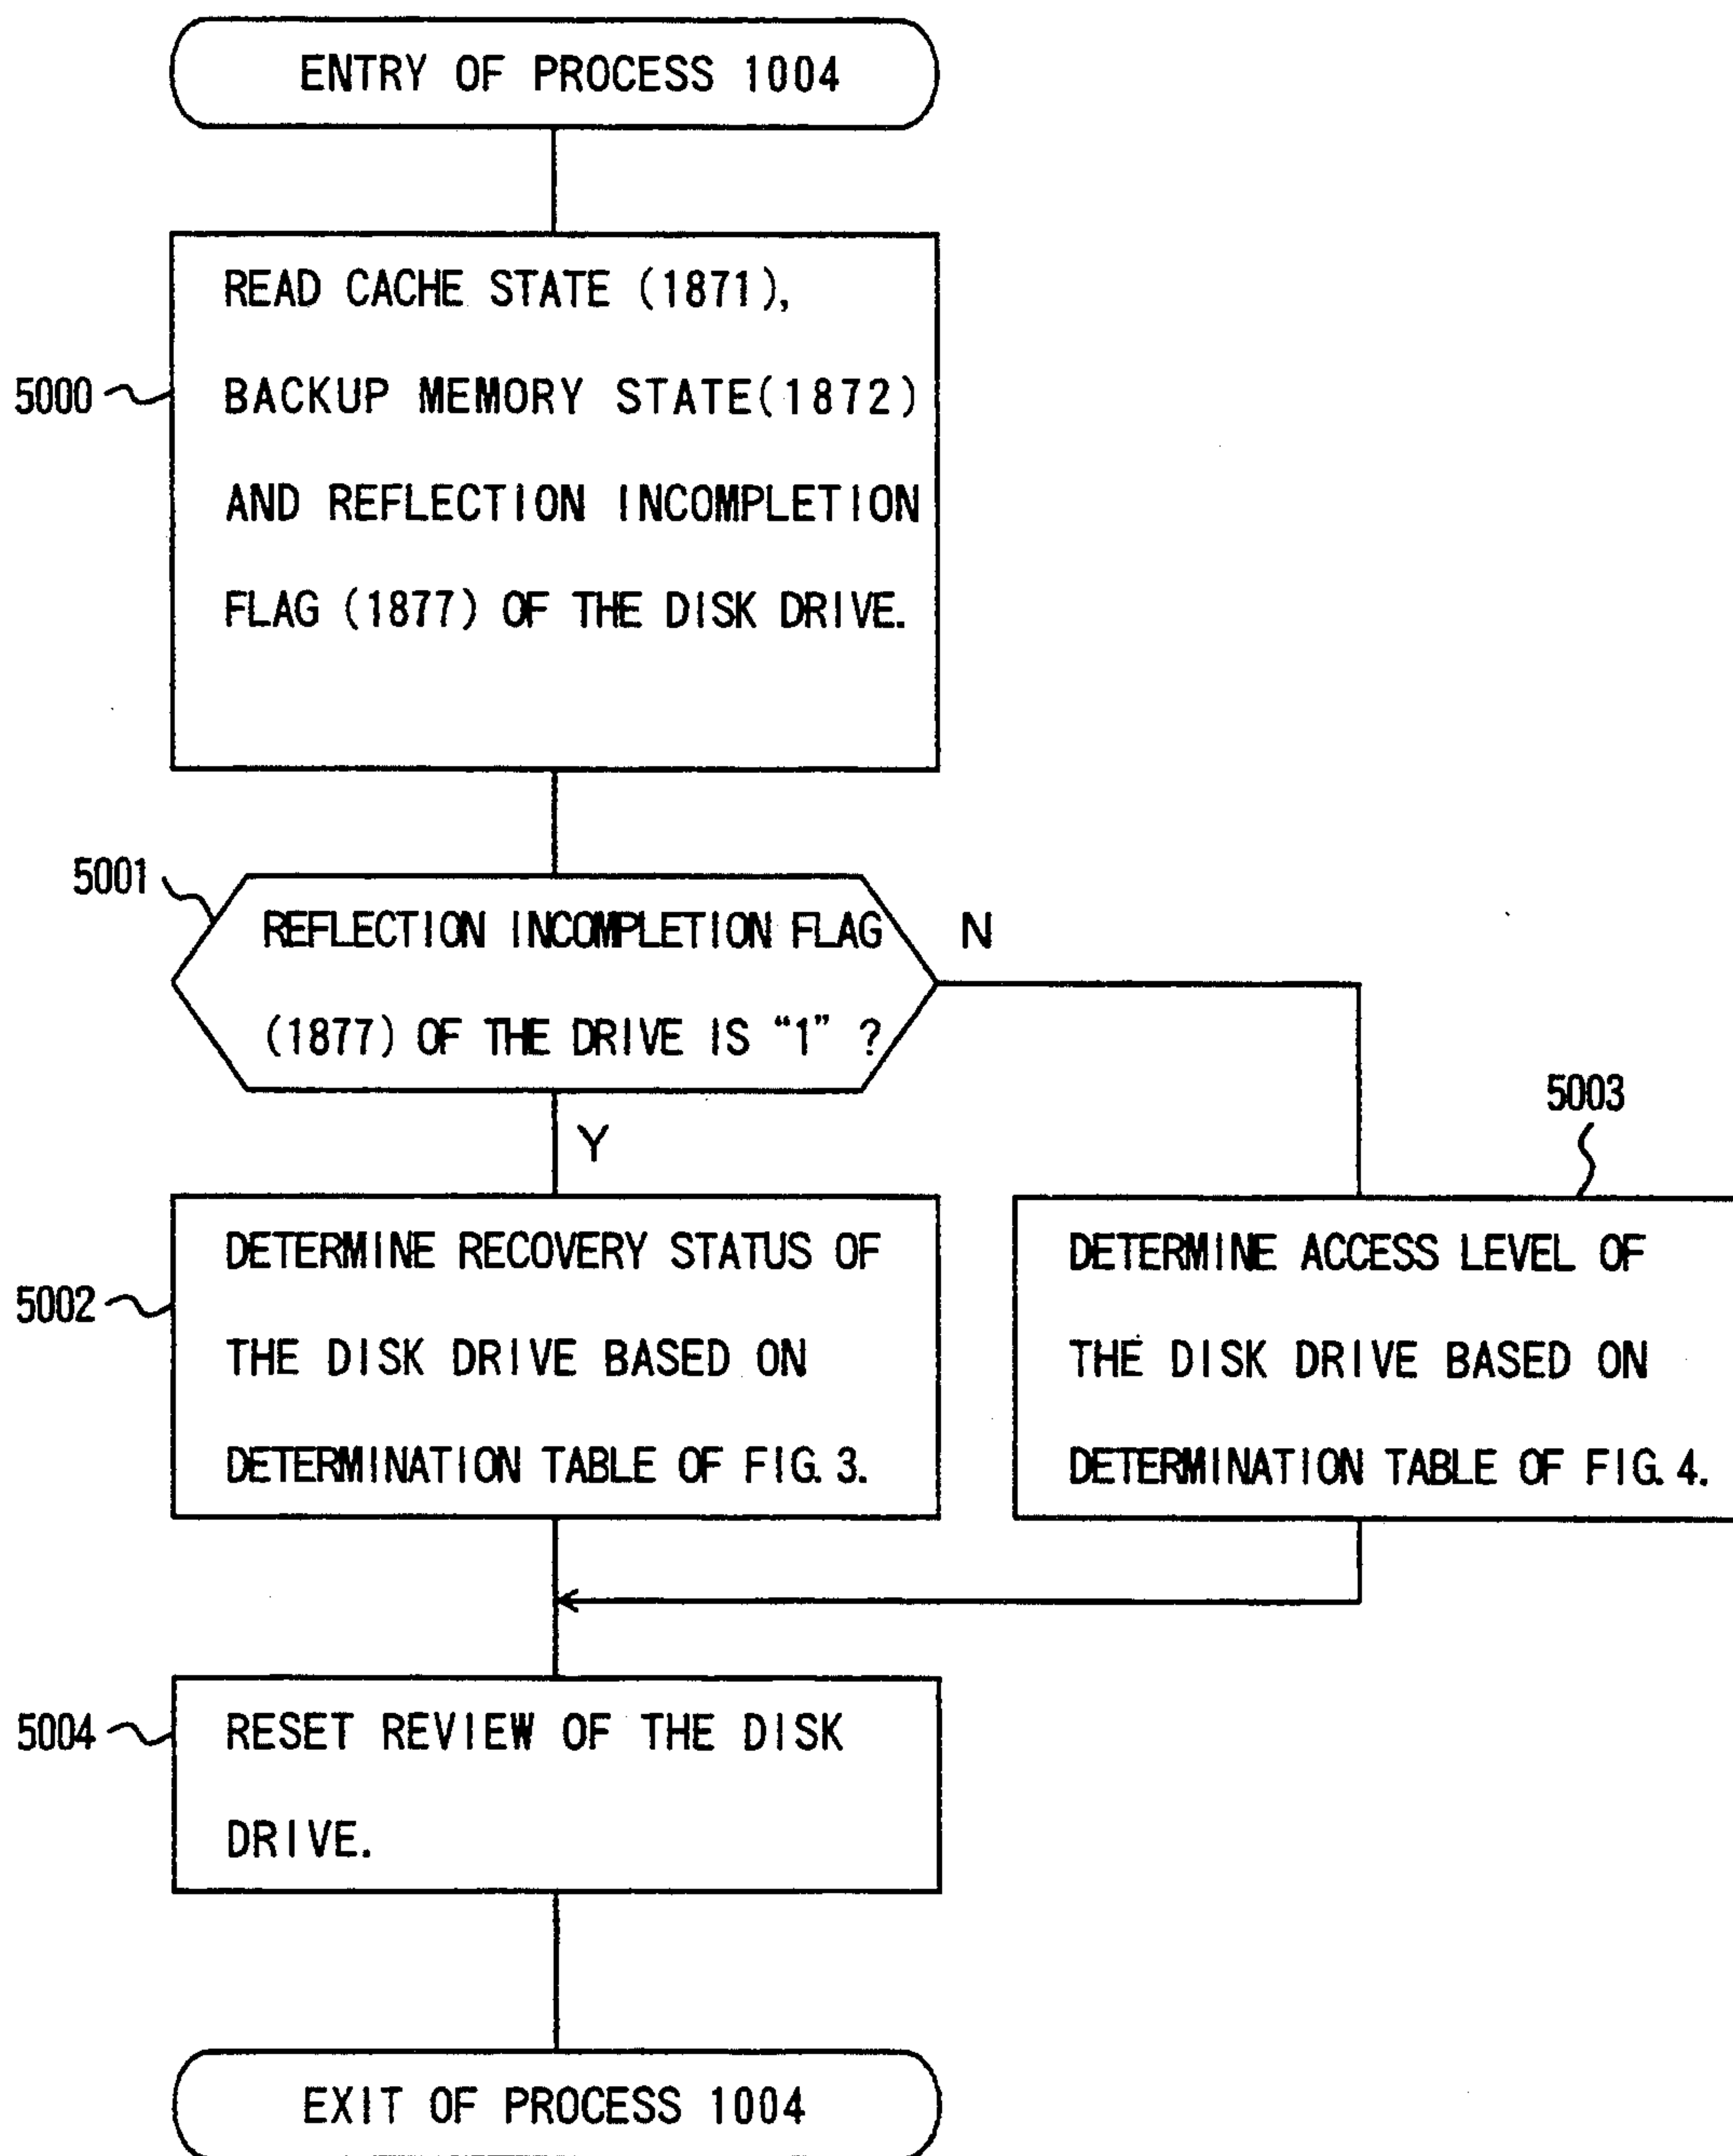 ENTRY OF PROCESS 1004
READ CACHE STATE (1871),
5000
BACKUP MEMORY STATE(1872)
AND REFLECTION INCOMPLETION
FLAG (1877) OF THE DISK DRIVE.
5001
REFLECTION INCOMPLETION FLAG
N
(1877) OF THE DRIVE IS “1” ?
Y
5003
DETERMINE RECOVERY STATUS OF
5002
THE DISK DRIVE BASED ON
DETERMINATION TABLE OF FIG. 3.
DETERMINE ACCESS LEVEL OF
THE DISK DRIVE BASED ON
DETERMINATION TABLE OF FIG. 4.
5004
RESET REVIEW OF THE DISK
DRIVE.
EXIT OF PROCESS 1004